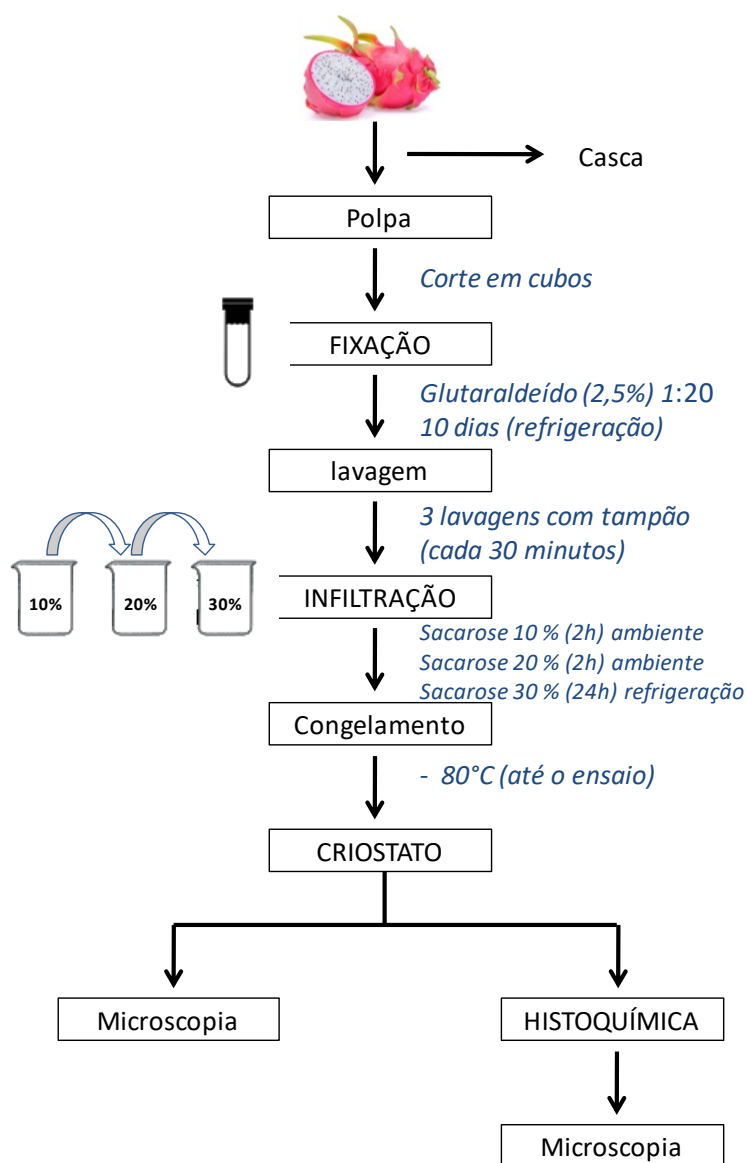 Casca
Polpa
Corte em cubos
FIXAÇÃO
Glutaraldeído (2,5%) 1:20
10 dias (refrigeração)
lavagem
3 lavagens com tampão
(cada 30 minutos)
10%
20%
30%
INFILTRAÇÃO
Sacarose 10 % (2h) ambiente
Sacarose 20 % (2h) ambiente
Sacarose 30 % (24h) refrigeração
Congelamento
- 80°C (até o ensaio)
CRIOSTATO
Microscopia
HISTOQUÍMICA
Microscopia